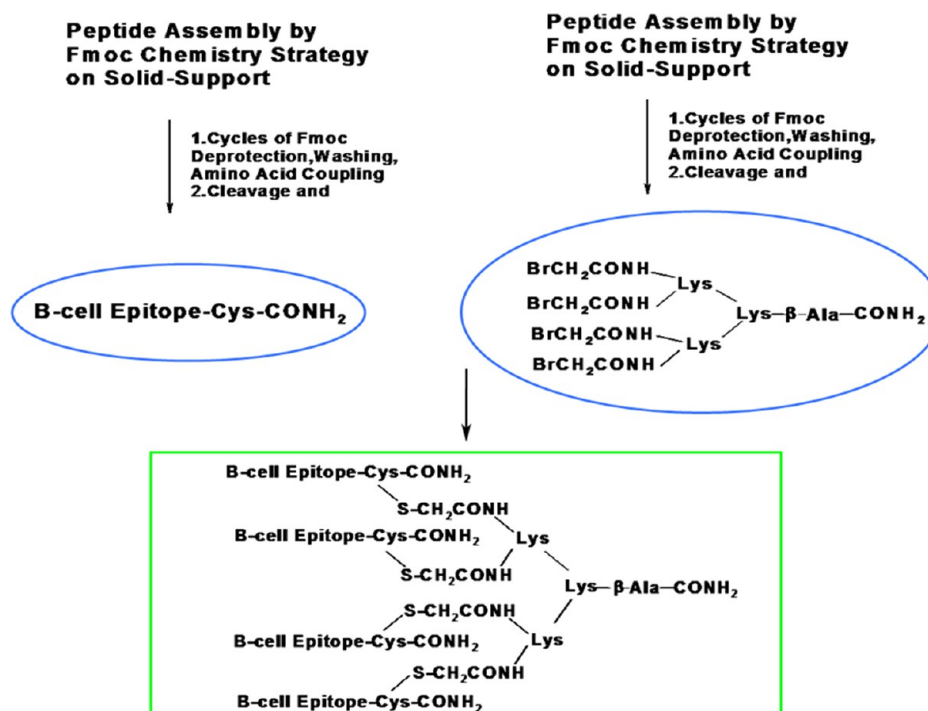 Peptide Assembly by
Fmoc Chemistry Strategy
on Solid-Support
1.Cycles of Fmoc
Deprotection,Washing,
Amino Acid Coupling
2.Cleavage and
B-cell Epitope-Cys-CONH₂
Peptide Assembly by
Fmoc Chemistry Strategy
on Solid-Support
1.Cycles of Fmoc
Deprotection,Washing,
Amino Acid Coupling
2.Cleavage and
BrCH₂CONH
Lys
BrCH₂CONH
Lys-β-Ala-CONH₂
BrCH₂CONH
Lys
BrCH₂CONH
B-cell Epitope-Cys-CONH₂
S-CH₂CONH
B-cell Epitope-Cys-CONH₂
Lys
S-CH₂CONH
Lys-β-Ala-CONH₂
S-CH₂CONH
B-cell Epitope-Cys-CONH₂
Lys
S-CH₂CONH
B-cell Epitope-Cys-CONH₂